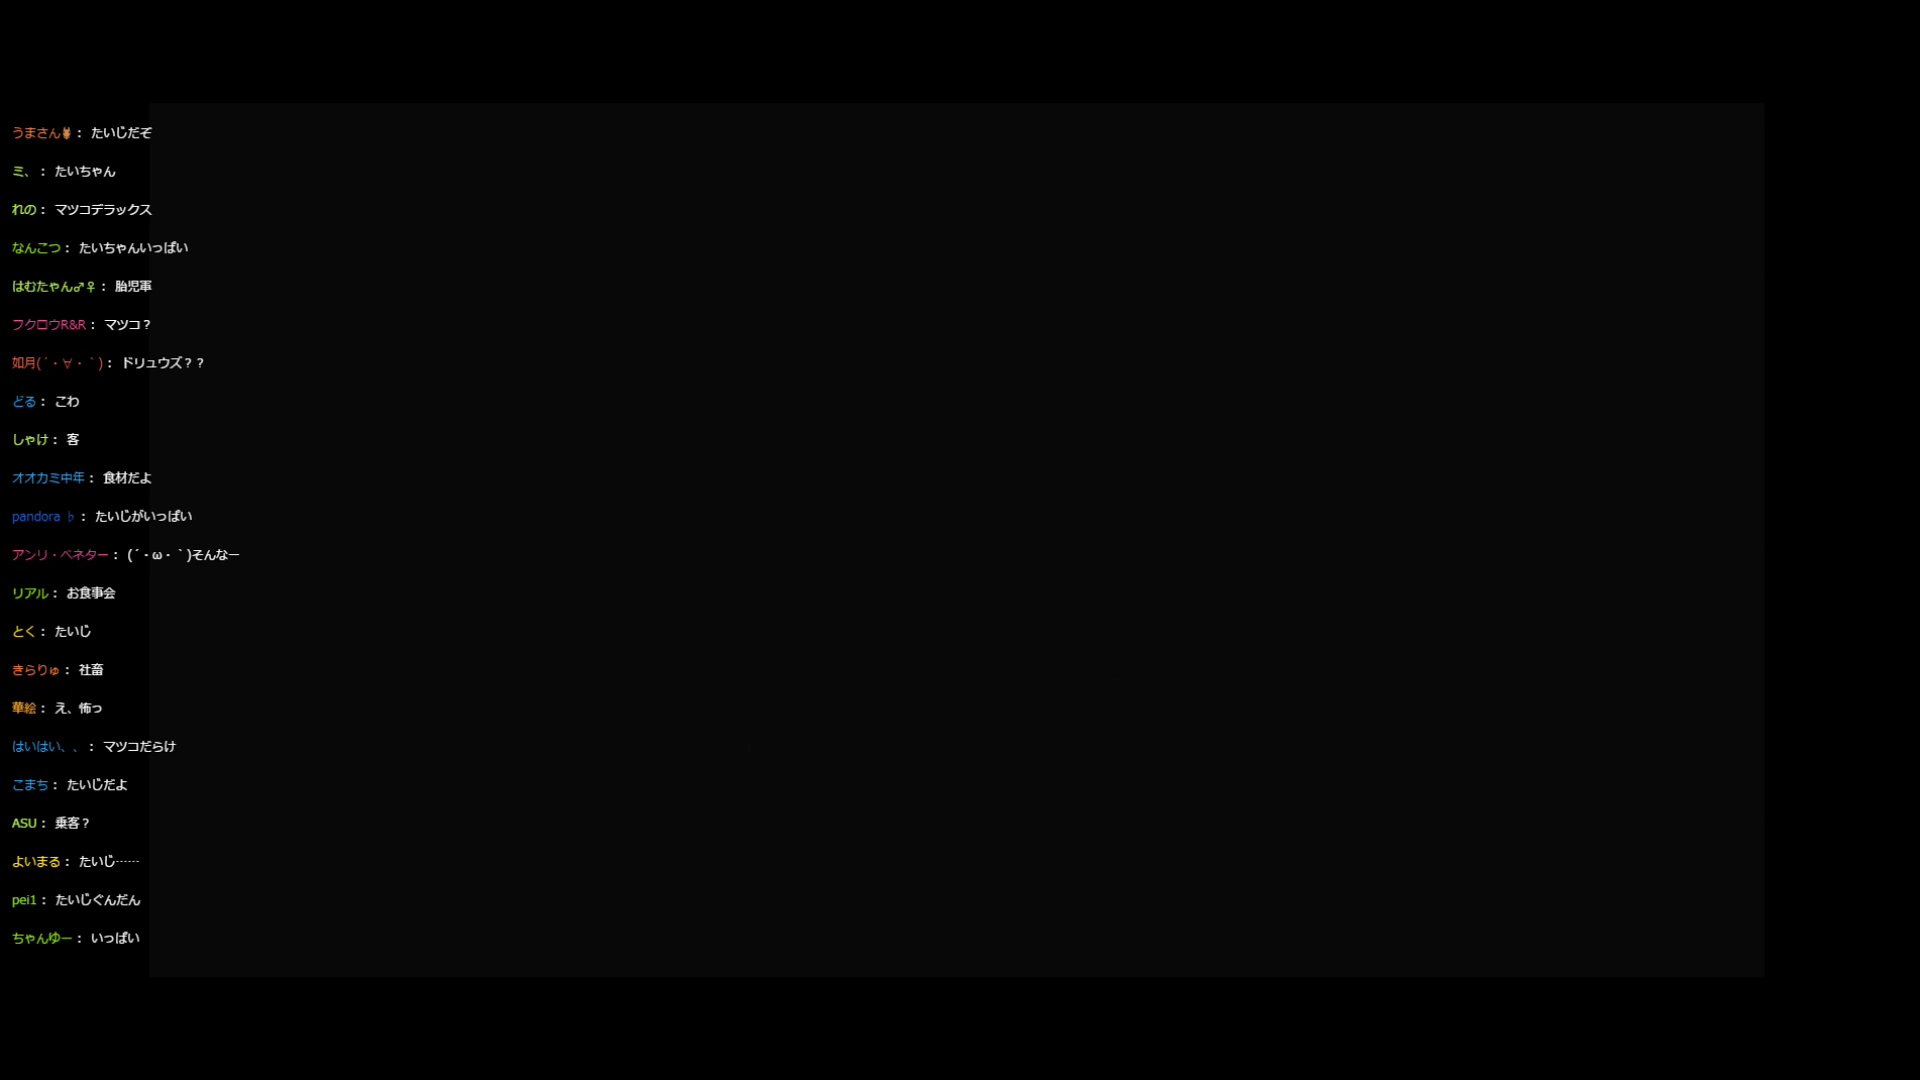 うまさん🦉： たいじだぞ
ミ、： たいちゃん
れの： マツコデラックス
なんこつ： たいちゃんいっぱい
はむたゃん♂♀： 胎児軍
フクロウR&R： マツコ？
如月(´・∀・｀)： ドリュウズ？？
どる： こわ
しゃけ： 客
オオカミ中年： 食材だよ
pandora ♭： たいじがいっぱい
アンリ・ベネター： (´・ω・｀)そんなー
リアル： お食事会
とく： たいじ
きらりゅ： 社畜
華絵： え、怖っ
はいはい、、： マツコだらけ
こまち： たいじだよ
ASU： 乗客？
よいまる： たいじ……
pei1： たいじぐんだん
ちゃんゆー： いっぱい